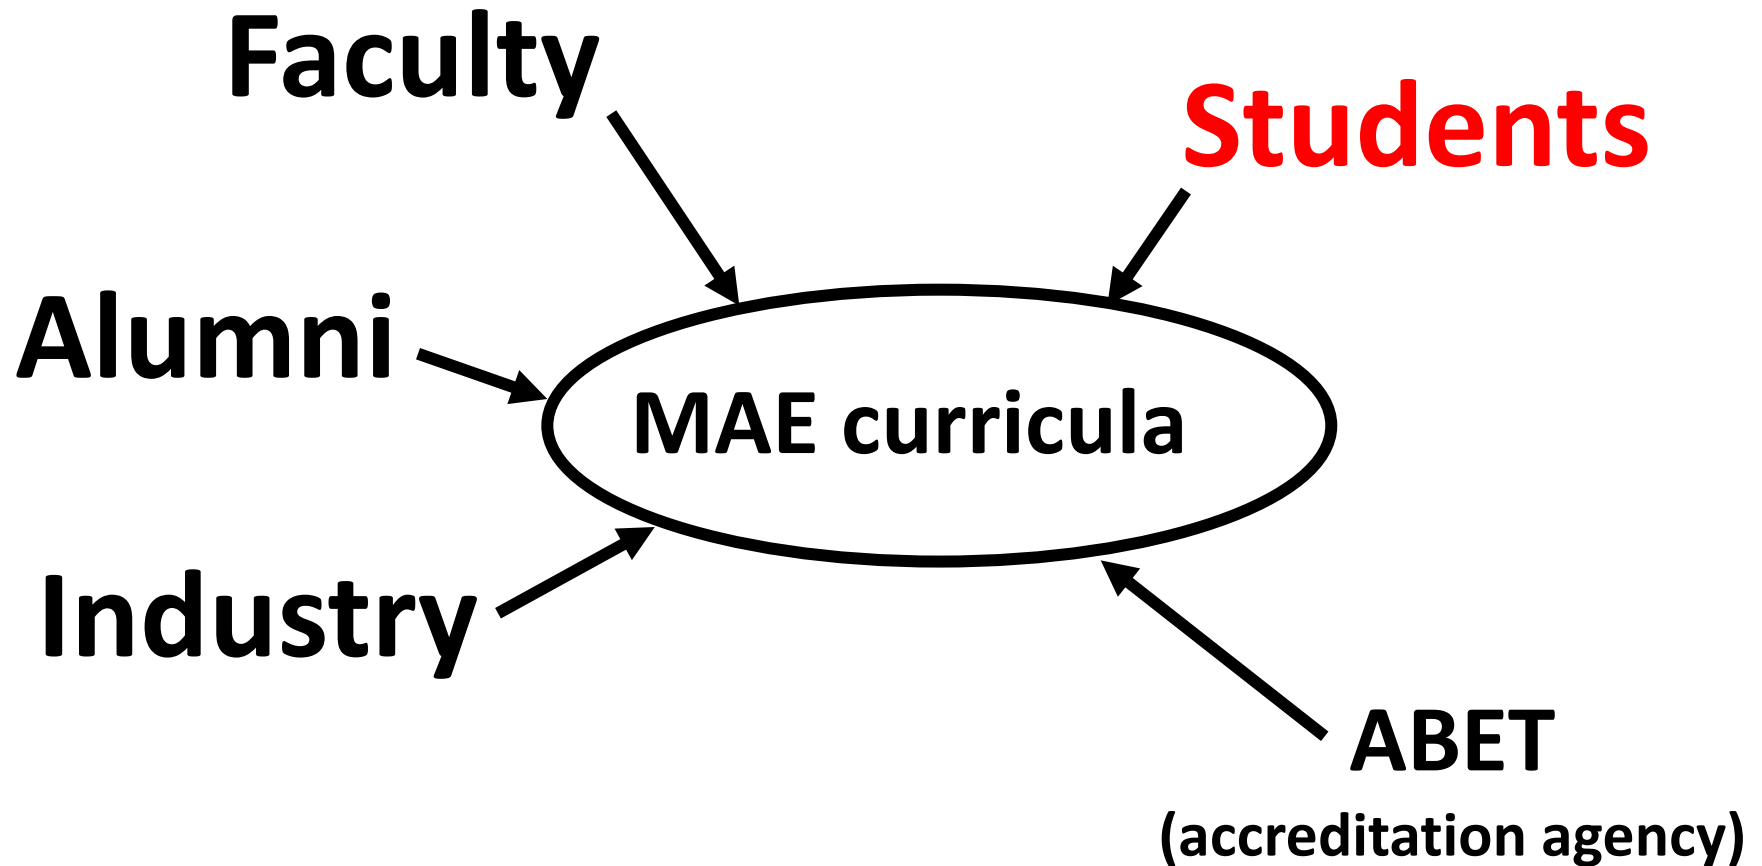 Faculty
Students
Alumni
MAE curricula
Industry
ABET
(accreditation agency)